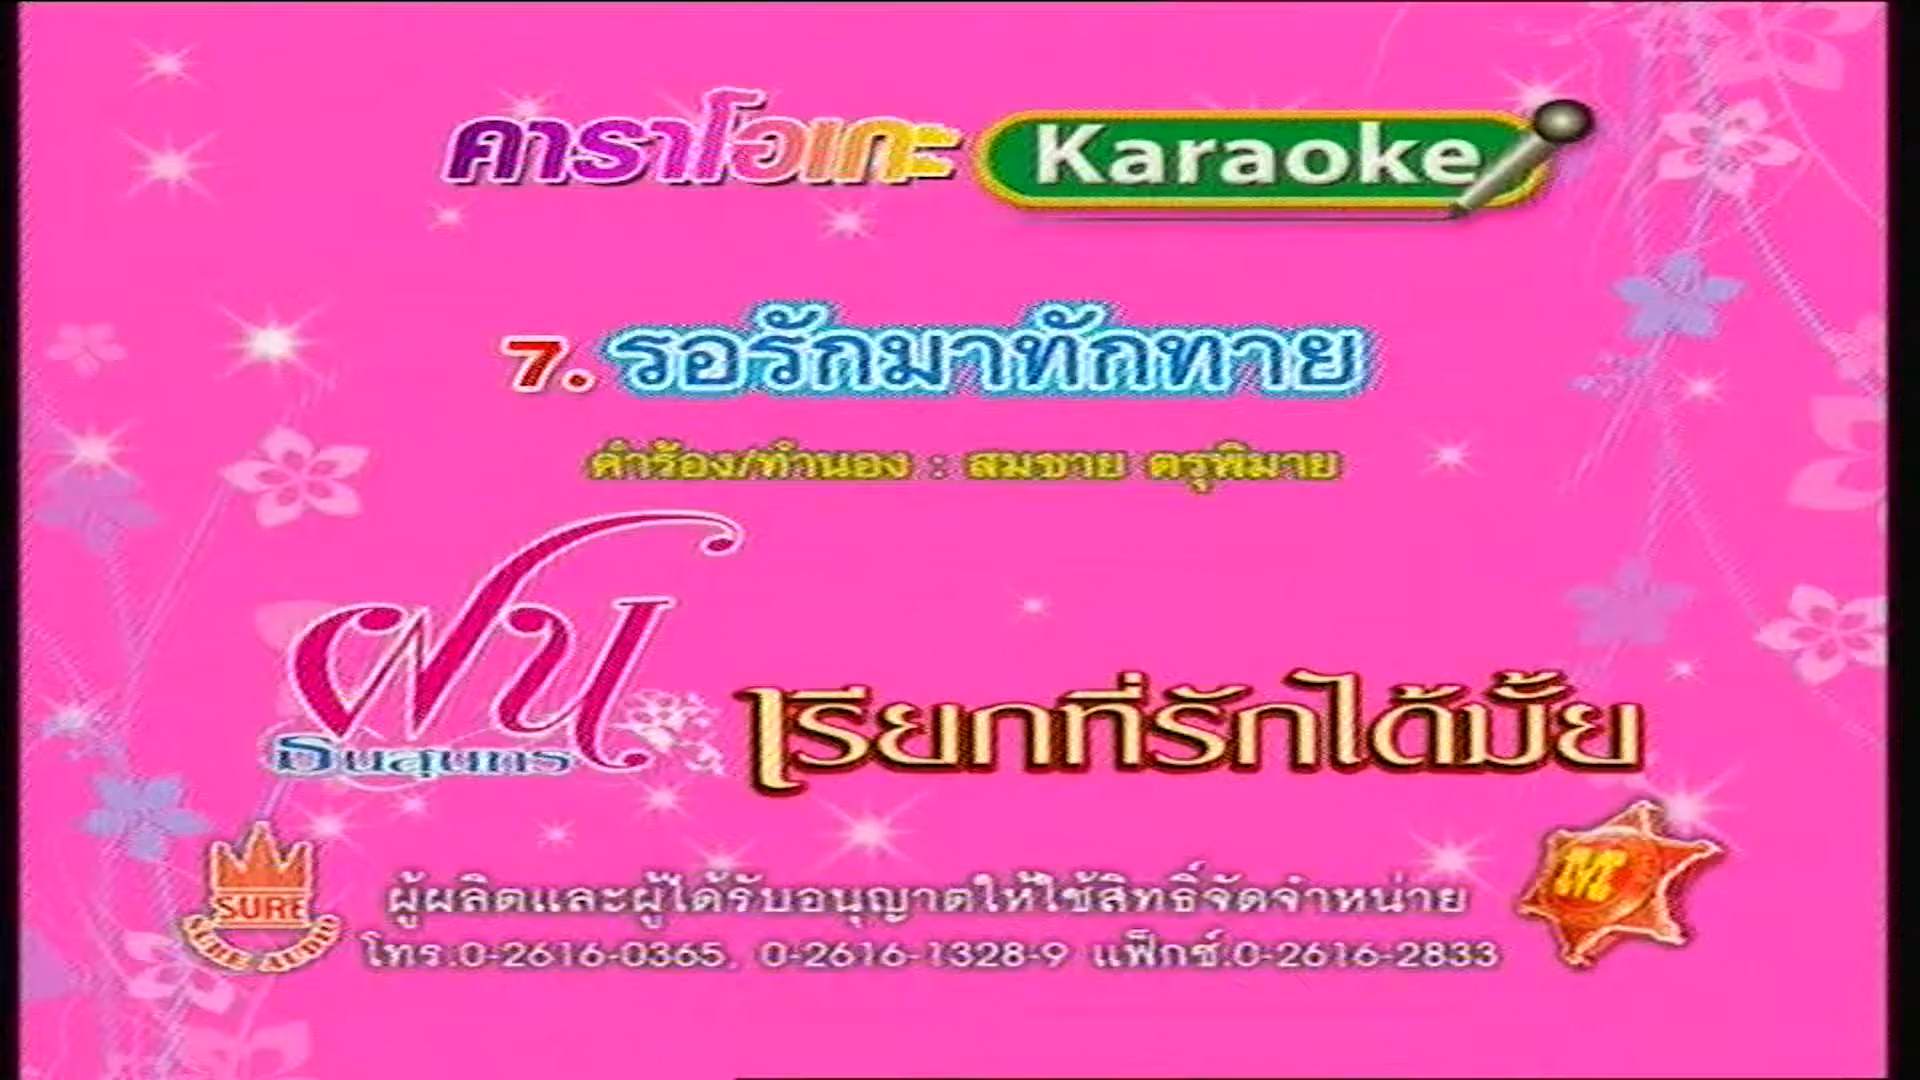 คาราโอเกะ Karaoke
7. รอรักมาทักทาย
คำร้อง/ทำนอง : สมชาย ตรุพิมาย
ฝน ธนสุนทร
เรียกที่รักได้มั้ย
SURE
SURE AUDIO
ผู้ผลิตและผู้ได้รับอนุญาตให้ใช้สิทธิ์จัดจำหน่าย
โทร.0-2616-0365, 0-2616-1328-9 แฟ็กซ์.0-2616-2833